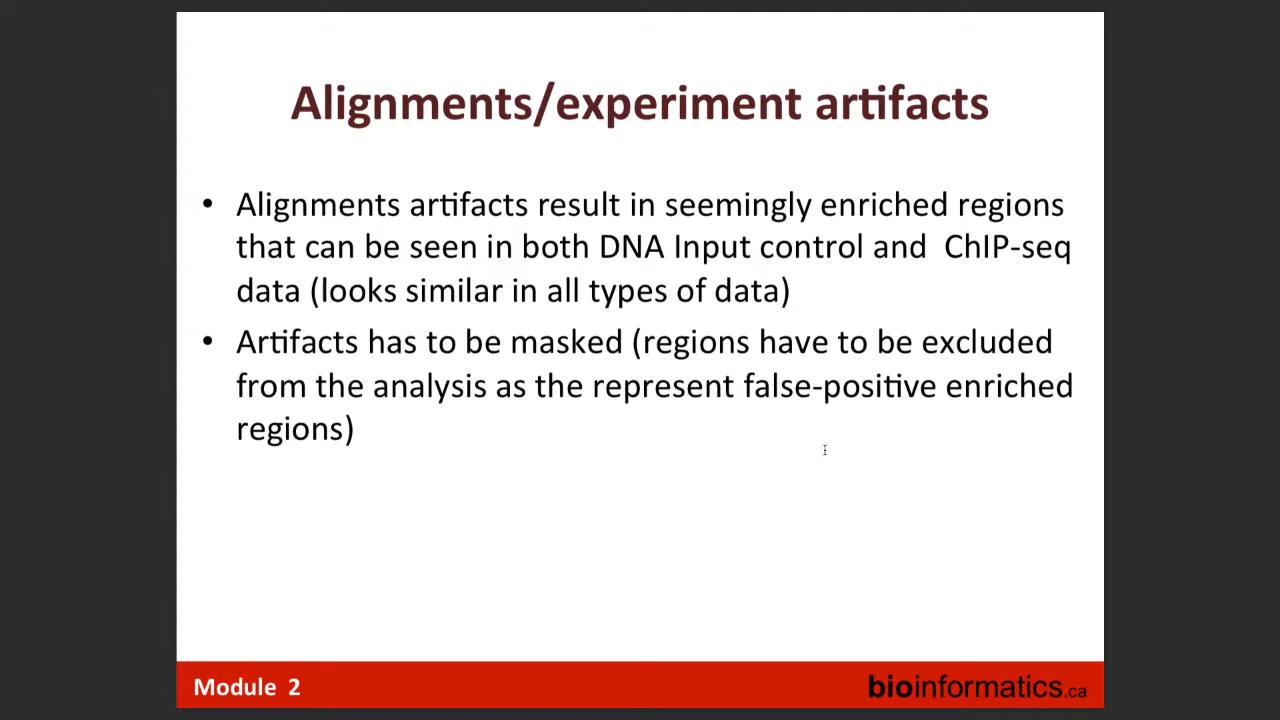 Alignments/experiment artifacts
• Alignments artifacts result in seemingly enriched regions
that can be seen in both DNA Input control and  ChIP-seq
data (looks similar in all types of data)
• Artifacts has to be masked (regions have to be excluded
from the analysis as the represent false-positive enriched
regions)
Module 2
bioinformatics.ca